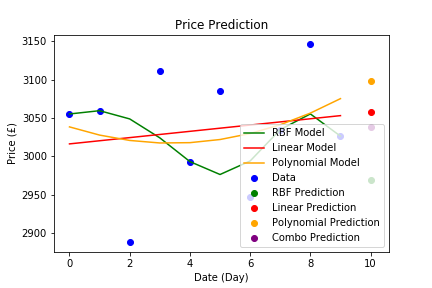 Price Prediction
Price (£)
3150
3100
3050
3000
2950
2900
0
2
4
6
8
10
Date (Day)
RBF Model
Linear Model
Polynomial Model
Data
RBF Prediction
Linear Prediction
Polynomial Prediction
Combo Prediction